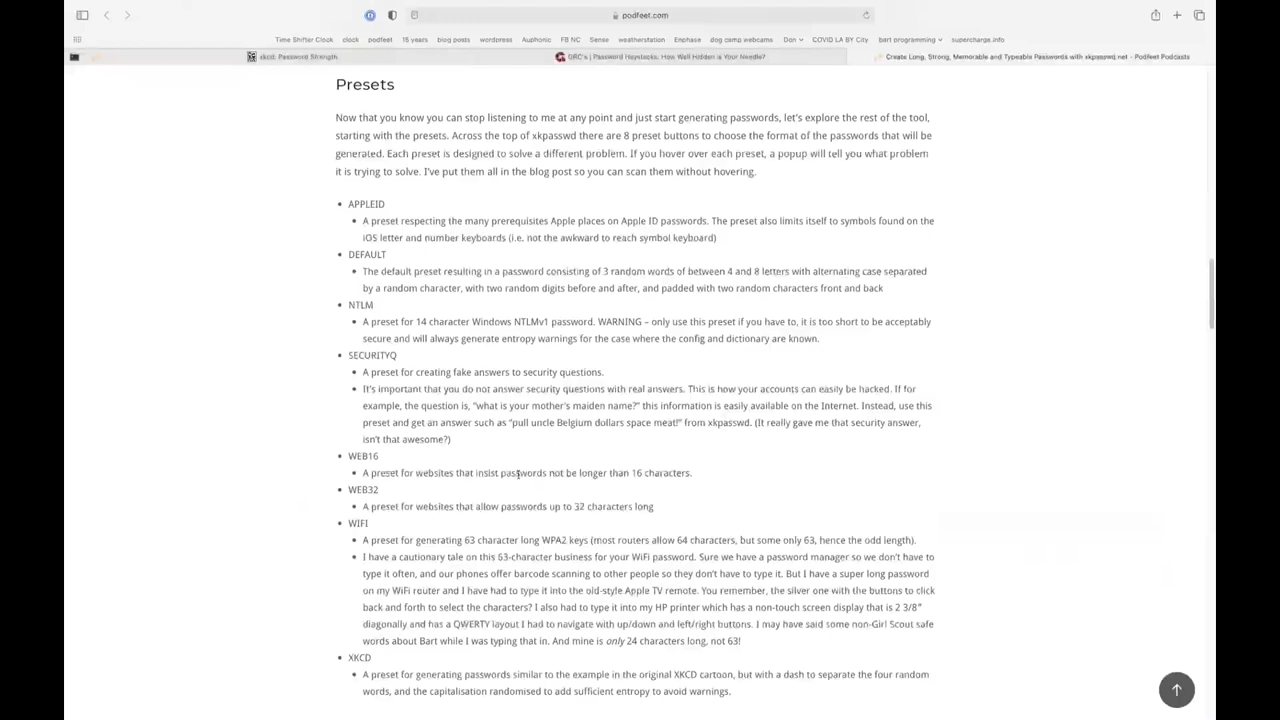 podfeet.com
Time Shifter Clock clock podfeet 15 years blog posts wordpress Auphonic FB NC Sense weatherstation Enphase dog camp webcams Don COVID LA BY City bart programming supercharge.info
xkcd: Password Strength GRC's | Password Haystacks: How Well Hidden is Your Needle? Create Long, Strong, Memorable and Typeable Passwords with xkpasswd.net - Podfeet Podcasts
Presets
Now that you know you can stop listening to me at any point and just start generating passwords, let's explore the rest of the tool,
starting with the presets. Across the top of xkpasswd there are 8 preset buttons to choose the format of the passwords that will be
generated. Each preset is designed to solve a different problem. If you hover over each preset, a popup will tell you what problem
it is trying to solve. I've put them all in the blog post so you can scan them without hovering.
• APPLEID
• A preset respecting the many prerequisites Apple places on Apple ID passwords. The preset also limits itself to symbols found on the
iOS letter and number keyboards (i.e. not the awkward to reach symbol keyboard)
• DEFAULT
• The default preset resulting in a password consisting of 3 random words of between 4 and 8 letters with alternating case separated
by a random character, with two random digits before and after, and padded with two random characters front and back
• NTLM
• A preset for 14 character Windows NTLMv1 password. WARNING – only use this preset if you have to, it is too short to be acceptably
secure and will always generate entropy warnings for the case where the config and dictionary are known.
• SECURITYQ
• A preset for creating fake answers to security questions.
• It's important that you do not answer security questions with real answers. This is how your accounts can easily be hacked. If for
example, the question is, "what is your mother's maiden name?" this information is easily available on the Internet. Instead, use this
preset and get an answer such as "pull uncle Belgium dollars space meat!" from xkpasswd. (It really gave me that security answer,
isn't that awesome?)
• WEB16
• A preset for websites that insist passwords not be longer than 16 characters.
• WEB32
• A preset for websites that allow passwords up to 32 characters long
• WIFI
• A preset for generating 63 character long WPA2 keys (most routers allow 64 characters, but some only 63, hence the odd length).
• I have a cautionary tale on this 63-character business for your WiFi password. Sure we have a password manager so we don't have to
type it often, and our phones offer barcode scanning to other people so they don't have to type it. But I have a super long password
on my WiFi router and I have had to type it into the old-style Apple TV remote. You remember, the silver one with the buttons to click
back and forth to select the characters? I also had to type it into my HP printer which has a non-touch screen display that is 2 3/8"
diagonally and has a QWERTY layout I had to navigate with up/down and left/right buttons. I may have said some non-Girl Scout safe
words about Bart while I was typing that in. And mine is only 24 characters long, not 63!
• XKCD
• A preset for generating passwords similar to the example in the original XKCD cartoon, but with a dash to separate the four random
words, and the capitalisation randomised to add sufficient entropy to avoid warnings.